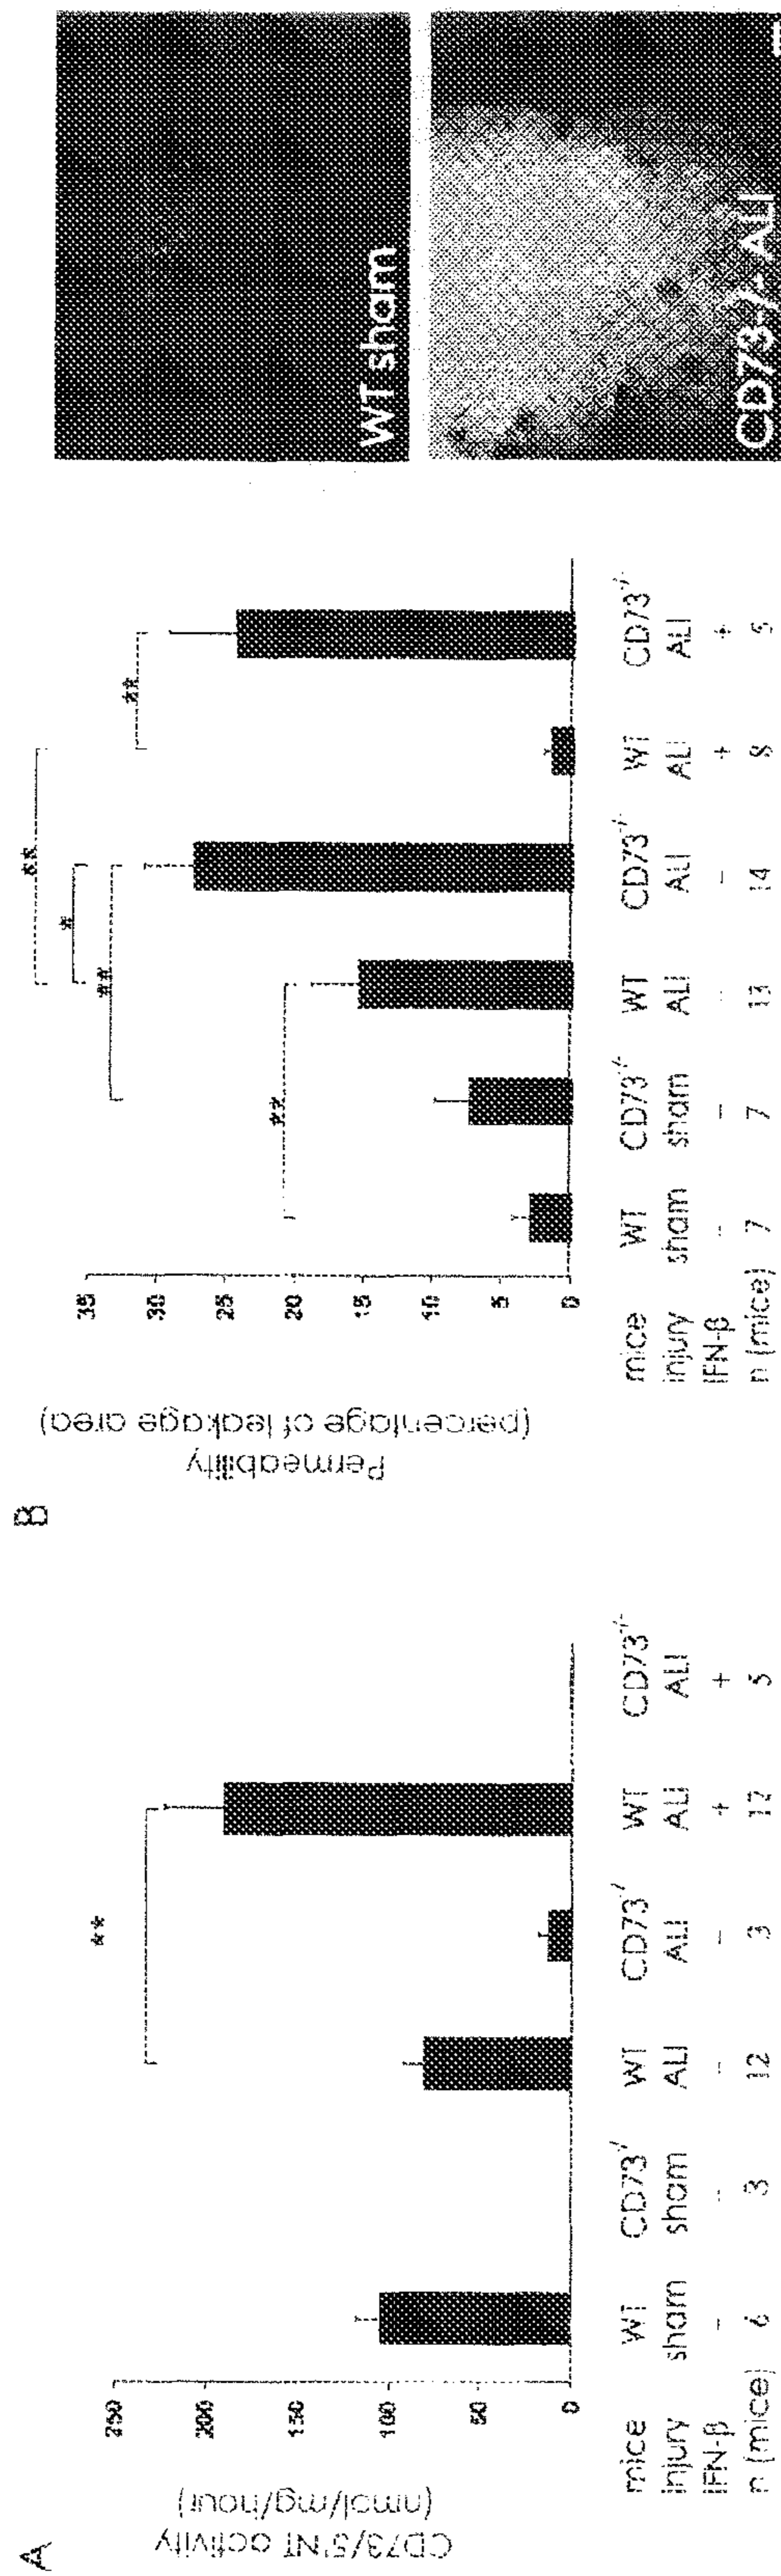 A
CD73/5'NT activity
(nmol/mg/hour)
250
200
150
100
50
0
**
mice WT CD73-/- WT CD73-/- WT CD73-/-
injury sham sham ALI ALI ALI ALI
IFN-β - - - - + +
n (mice) 6 3 12 3 5
B
Permeability
(percentage of leakage area)
35
30
25
20
15
10
5
0
**
*
**
**
**
mice WT CD73-/- WT CD73-/- WT CD73-/-
injury sham sham ALI ALI ALI ALI
IFN-β - - - - + +
n (mice) 7 7 13 14 8 5
WT sham
CD73-/- ALI